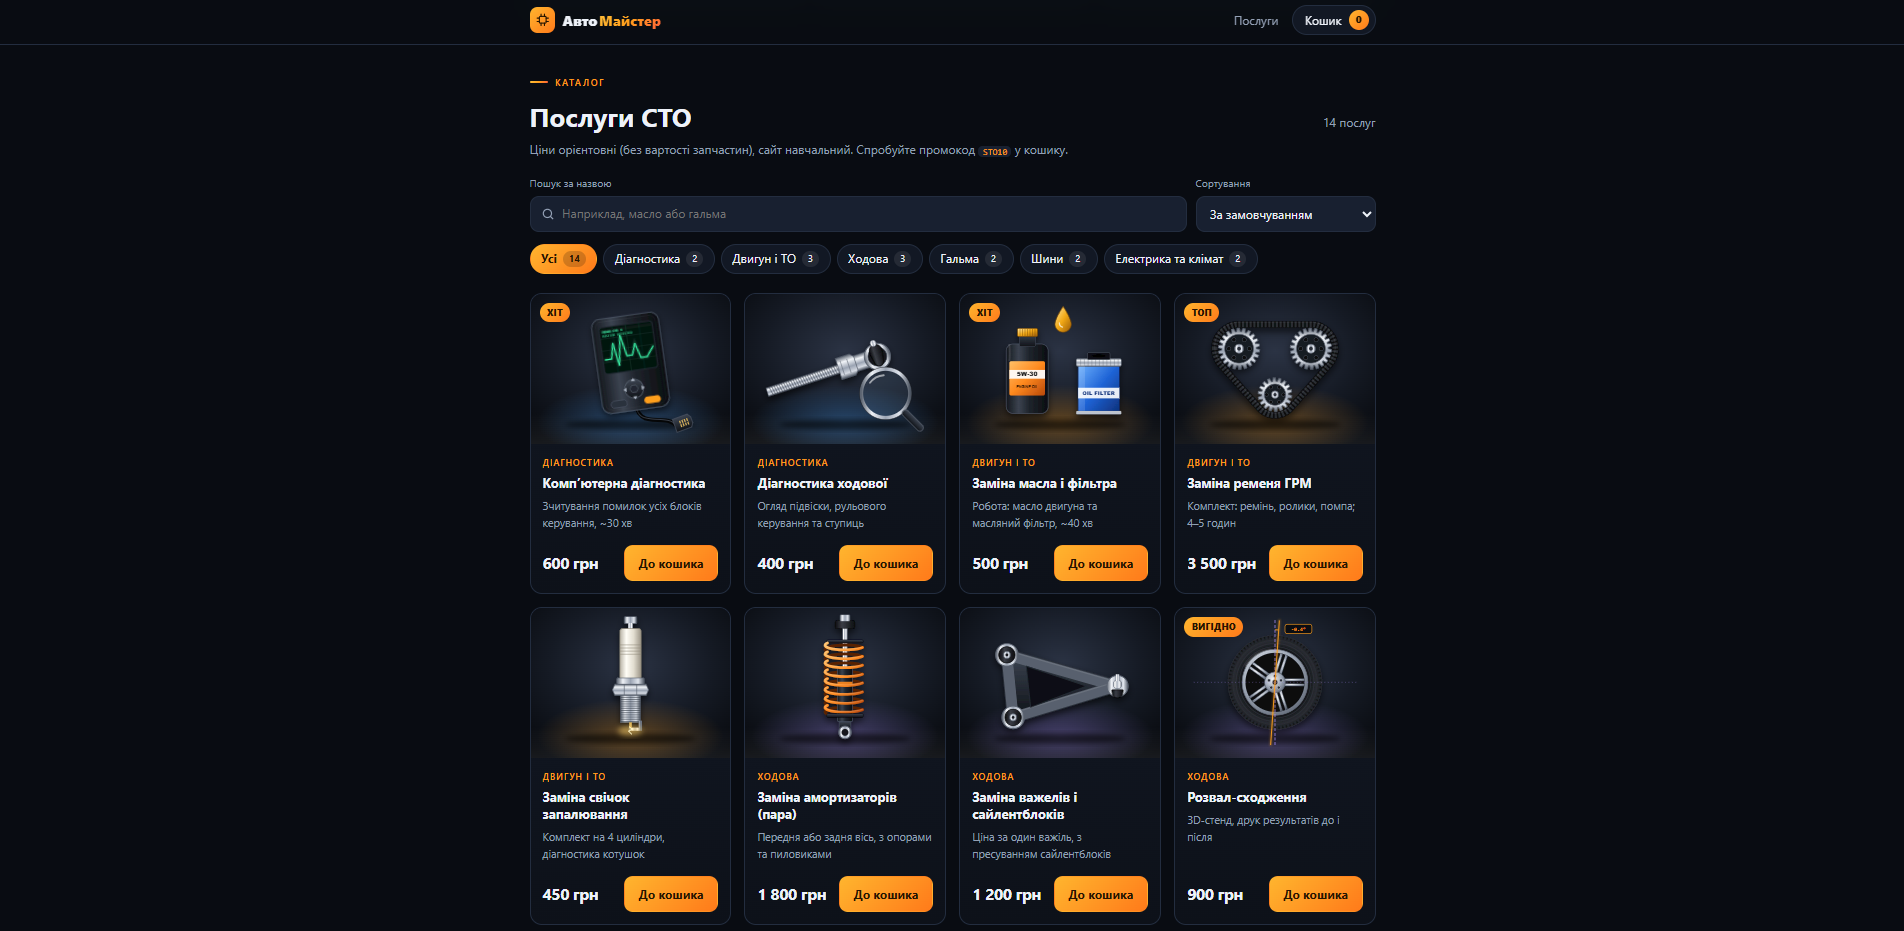 АвтоМайстер
Послуги
Кошик 0
КАТАЛОГ
Послуги СТО
14 послуг
Ціни орієнтовні (без вартості запчастин), сайт навчальний. Спробуйте промокод STO10 у кошику.
Пошук за назвою
Сортування
Наприклад, масло або гальма
За замовчуванням
Усі 14
Діагностика 2
Двигун і ТО 3
Ходова 3
Гальма 2
Шини 2
Електрика та клімат 2
ХІТ
ДІАГНОСТИКА
Комп'ютерна діагностика
Зчитування помилок усіх блоків
керування, ~30 хв
600 грн
До кошика
ДІАГНОСТИКА
Діагностика ходової
Огляд підвіски, рульового
керування та ступиць
400 грн
До кошика
ХІТ
5W-30
OIL FILTER
ДВИГУН І ТО
Заміна масла і фільтра
Робота: масло двигуна та
масляний фільтр, ~40 хв
500 грн
До кошика
ТОП
ДВИГУН І ТО
Заміна ременя ГРМ
Комплект: ремінь, ролики, помпа;
4–5 годин
3 500 грн
До кошика
ДВИГУН І ТО
Заміна свічок
запалювання
Комплект на 4 циліндри,
діагностика котушок
450 грн
До кошика
ХОДОВА
Заміна амортизаторів
(пара)
Передня або задня вісь, з опорами
та пиловиками
1 800 грн
До кошика
ХОДОВА
Заміна важелів і
сайлентблоків
Ціна за один важіль, з
пресуванням сайлентблоків
1 200 грн
До кошика
ВИГІДНО
ХОДОВА
Розвал-сходження
3D-стенд, друк результатів до і
після
900 грн
До кошика